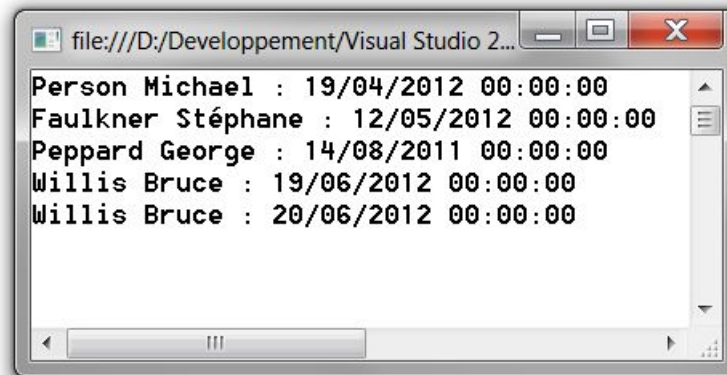 file:///D:/Developpement/Visual Studio 2...
Person Michael : 19/04/2012 00:00:00
Faulkner Stéphane : 12/05/2012 00:00:00
Peppard George : 14/08/2011 00:00:00
Willis Bruce : 19/06/2012 00:00:00
Willis Bruce : 20/06/2012 00:00:00